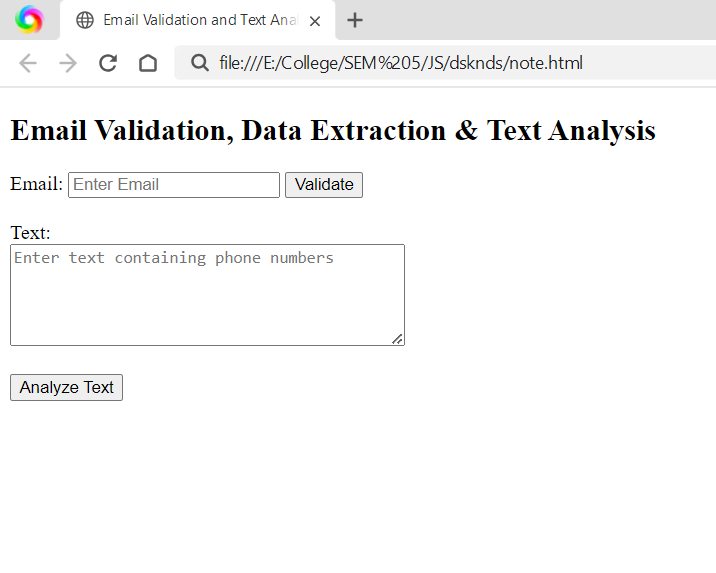 Email Validation and Text Anal
file:///E:/College/SEM%205/JS/dsknds/note.html
Email Validation, Data Extraction & Text Analysis
Email: Enter Email Validate
Text:
Enter text containing phone numbers
Analyze Text